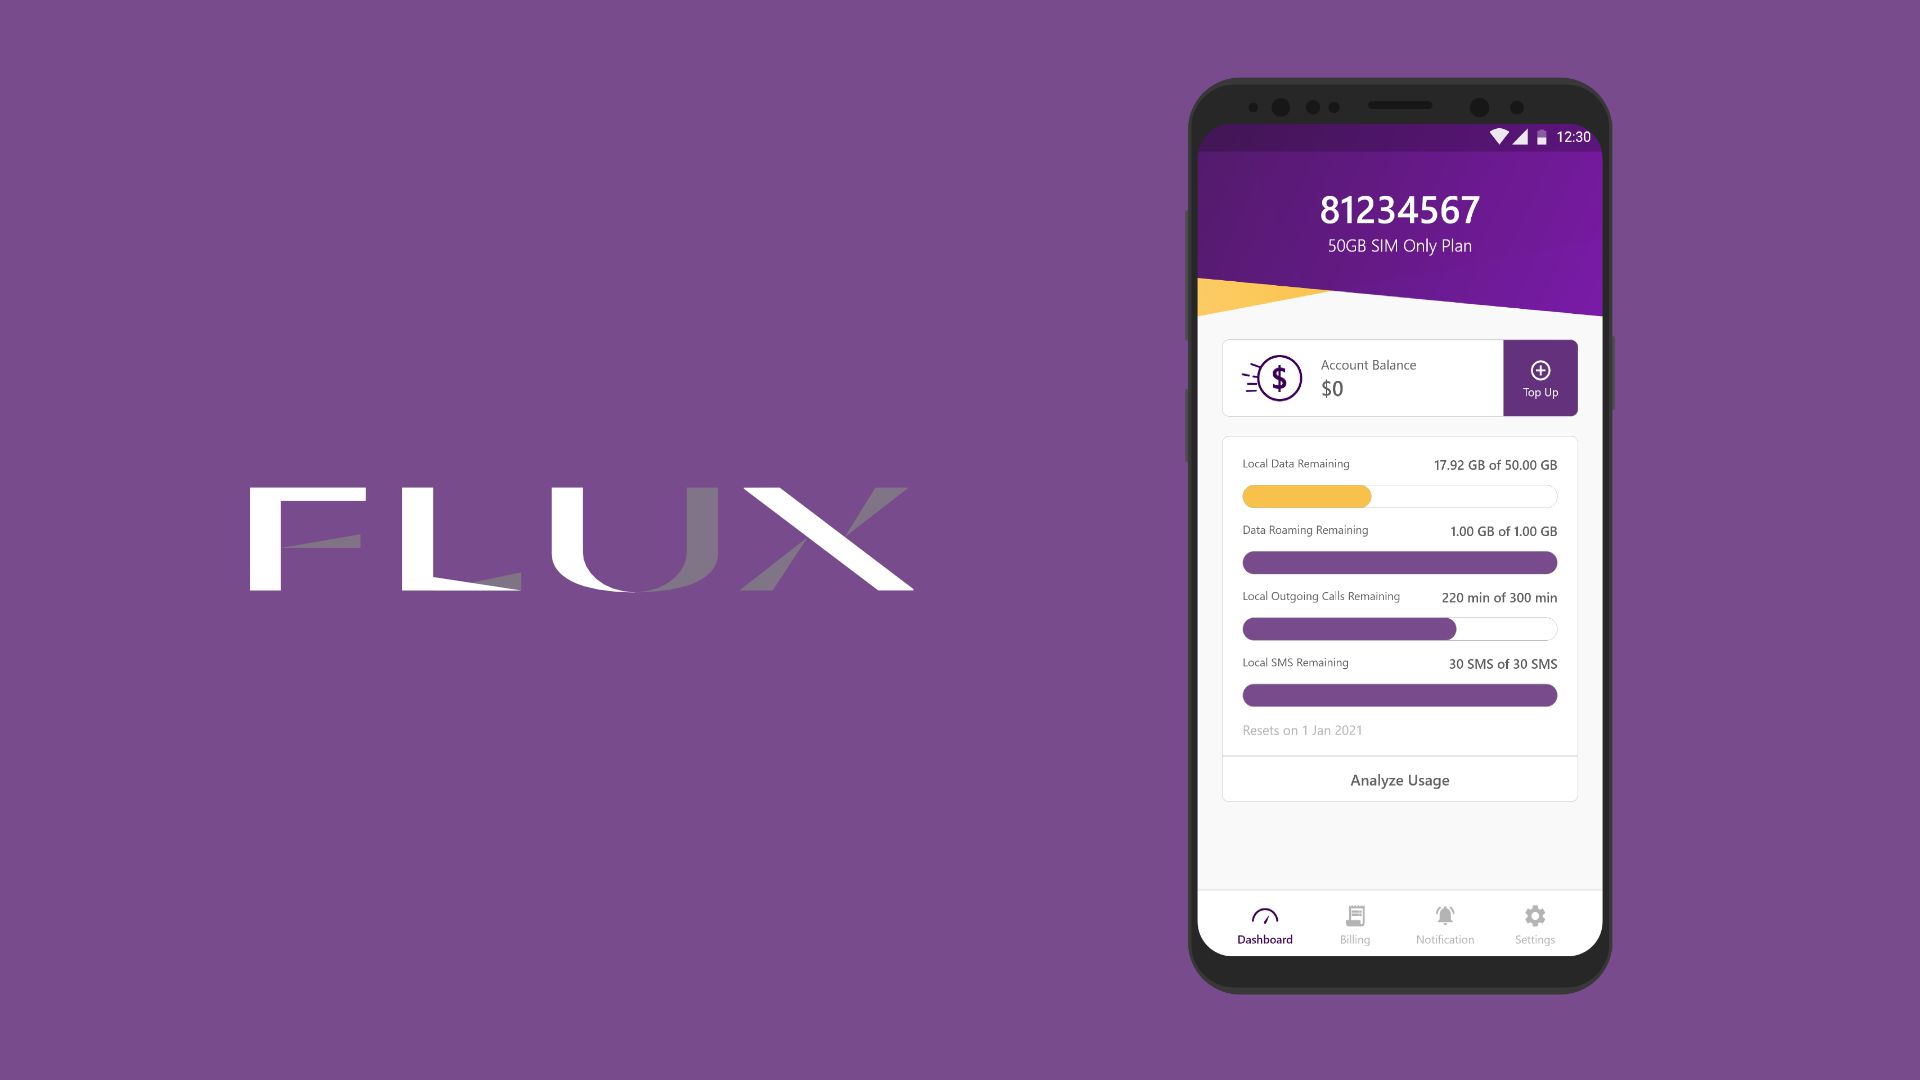 FLUX
12:30
81234567
50GB SIM Only Plan
Account Balance
$0
Top Up
Local Data Remaining 17.92 GB of 50.00 GB
Data Roaming Remaining 1.00 GB of 1.00 GB
Local Outgoing Calls Remaining 220 min of 300 min
Local SMS Remaining 30 SMS of 30 SMS
Resets on 1 Jan 2021
Analyze Usage
Dashboard Billing Notification Settings